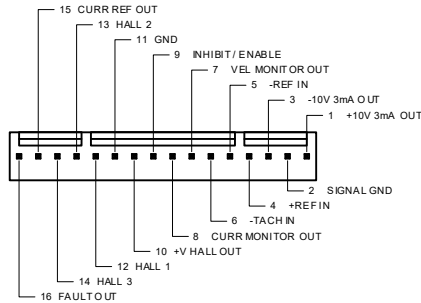 15 CURR REF OUT
13 HALL 2
11 GND
9 INHIBIT / ENABLE
7 VEL MONITOR OUT
5 -REF IN
3 -10V 3mA OUT
1 +10V 3mA OUT
2 SIGNAL GND
4 +REF IN
6 -TACH IN
8 CURR MONITOR OUT
10 +V HALL OUT
12 HALL 1
14 HALL 3
16 FAULT OUT